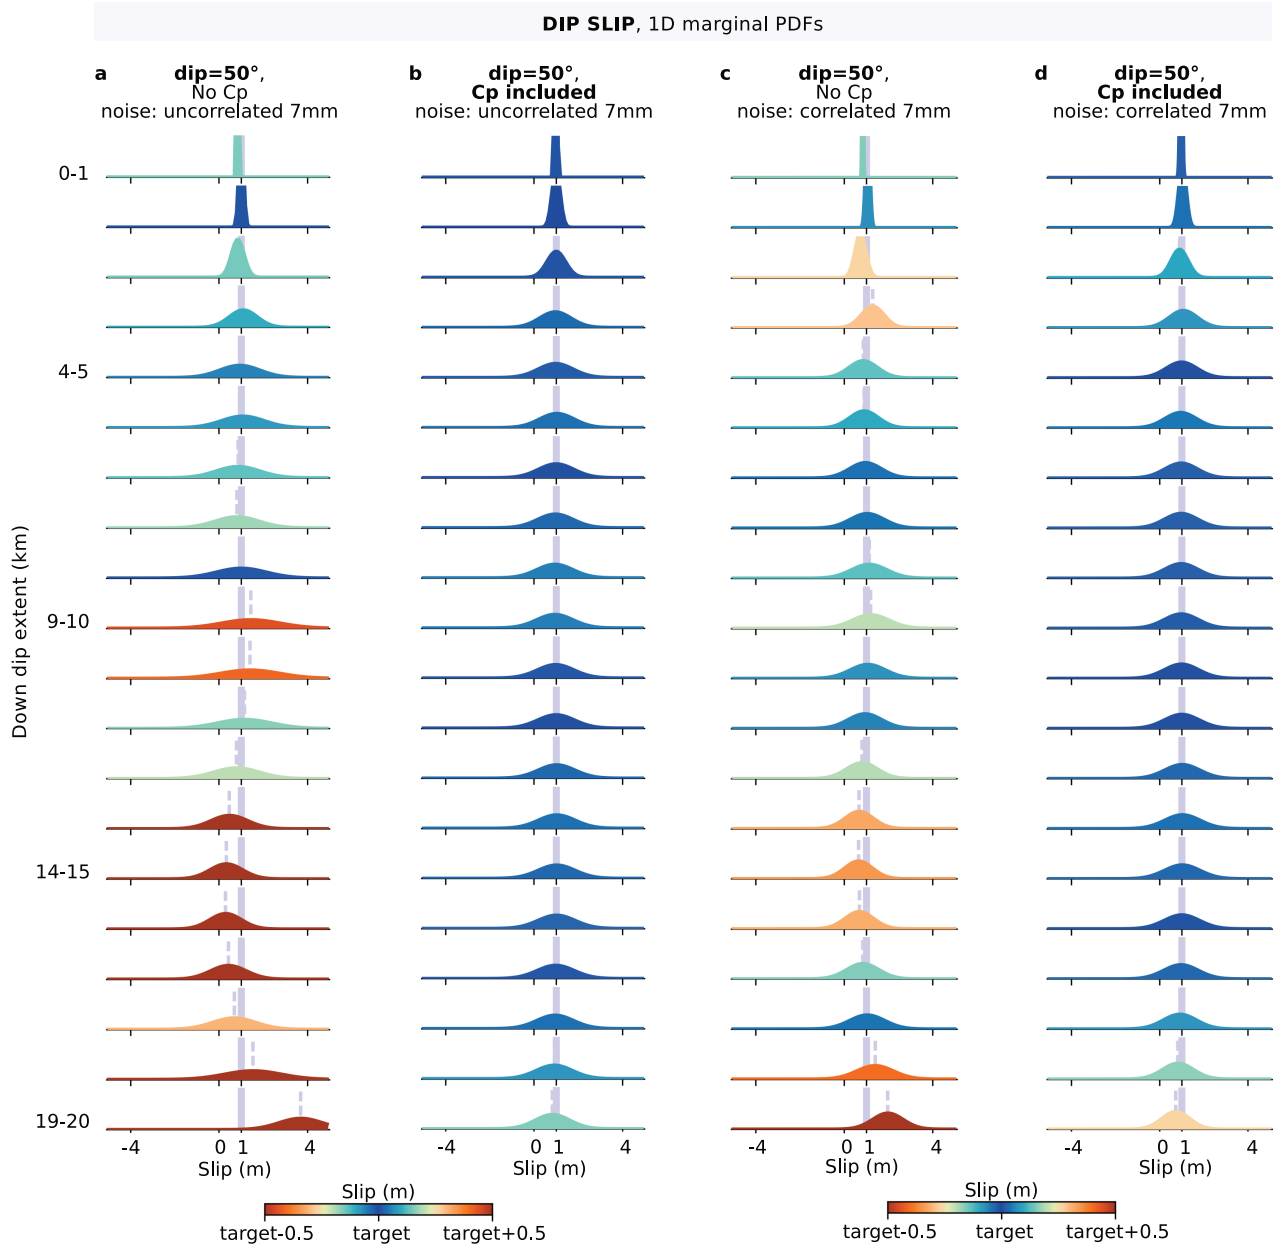 DIP SLIP, 1D marginal PDFs
a
dip=50°,
No Cp
noise: uncorrelated 7mm
b
dip=50°,
Cp included
noise: uncorrelated 7mm
c
dip=50°,
No Cp
noise: correlated 7mm
d
dip=50°,
Cp included
noise: correlated 7mm
Down dip extent (km)
0-1
4-5
9-10
14-15
19-20
-4 0 1 4
Slip (m)
-4 0 1 4
Slip (m)
-4 0 1 4
Slip (m)
-4 0 1 4
Slip (m)
Slip (m)
target-0.5 target target+0.5
Slip (m)
target-0.5 target target+0.5